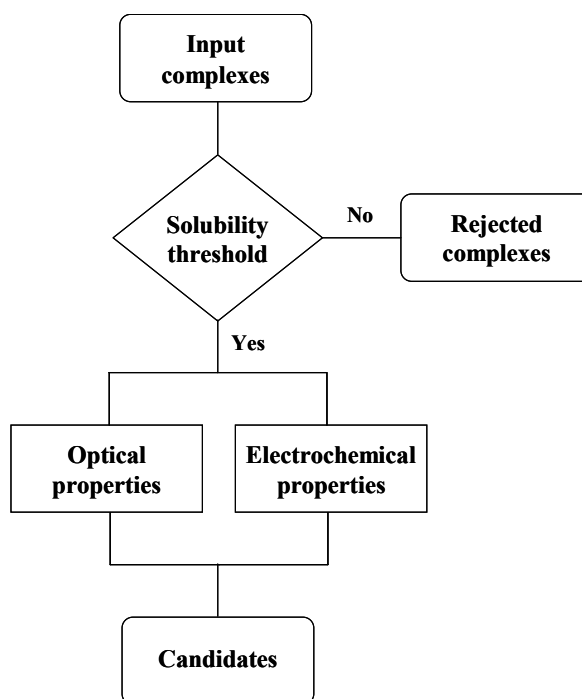 Input
complexes
Solubility
threshold
No
Rejected
complexes
Yes
Optical
properties
Electrochemical
properties
Candidates